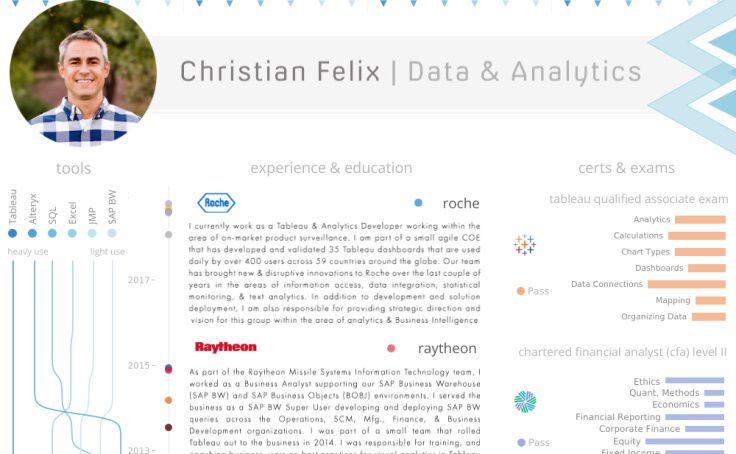 Christian Felix | Data & Analytics
tools
Tableau
Alteryx
SQL
Excel
JMP
SAP BW
heavy use
light use
2017
2015
2013
experience & education
Roche
roche
I currently work as a Tableau & Analytics Developer working within the
area of on-market product surveillance. I am part of a small agile COE
that has developed and validated 35 Tableau dashboards that are used
daily by over 400 users across 59 countries around the globe. Our team
has brought new & disruptive innovations to Roche over the last couple of
years in the areas of information access, data integration, statistical
monitoring, & text analytics. In addition to development and solution
deployment, I am also responsible for providing strategic direction and
vision for this group within the area of analytics & Business Intelligence
Raytheon
raytheon
As part of the Raytheon Missile Systems Information Technology team, I
worked as a Business Analyst supporting our SAP Business Warehouse
(SAP BW) and SAP Business Objects (BOBJ) environments. I served the
business as a SAP BW Super User developing and deploying SAP BW
queries across the Operations, SCM, Mfg., Finance, & Business
Development organizations. I was part of a small team that rolled
Tableau out to the business in 2014. I was responsible for training, and
certs & exams
tableau qualified associate exam
Analytics
Calculations
Chart Types
Dashboards
Data Connections
Mapping
Organizing Data
Pass
chartered financial analyst (cfa) level II
Ethics
Quant. Methods
Economics
Financial Reporting
Corporate Finance
Equity
Fixed Income
Pass